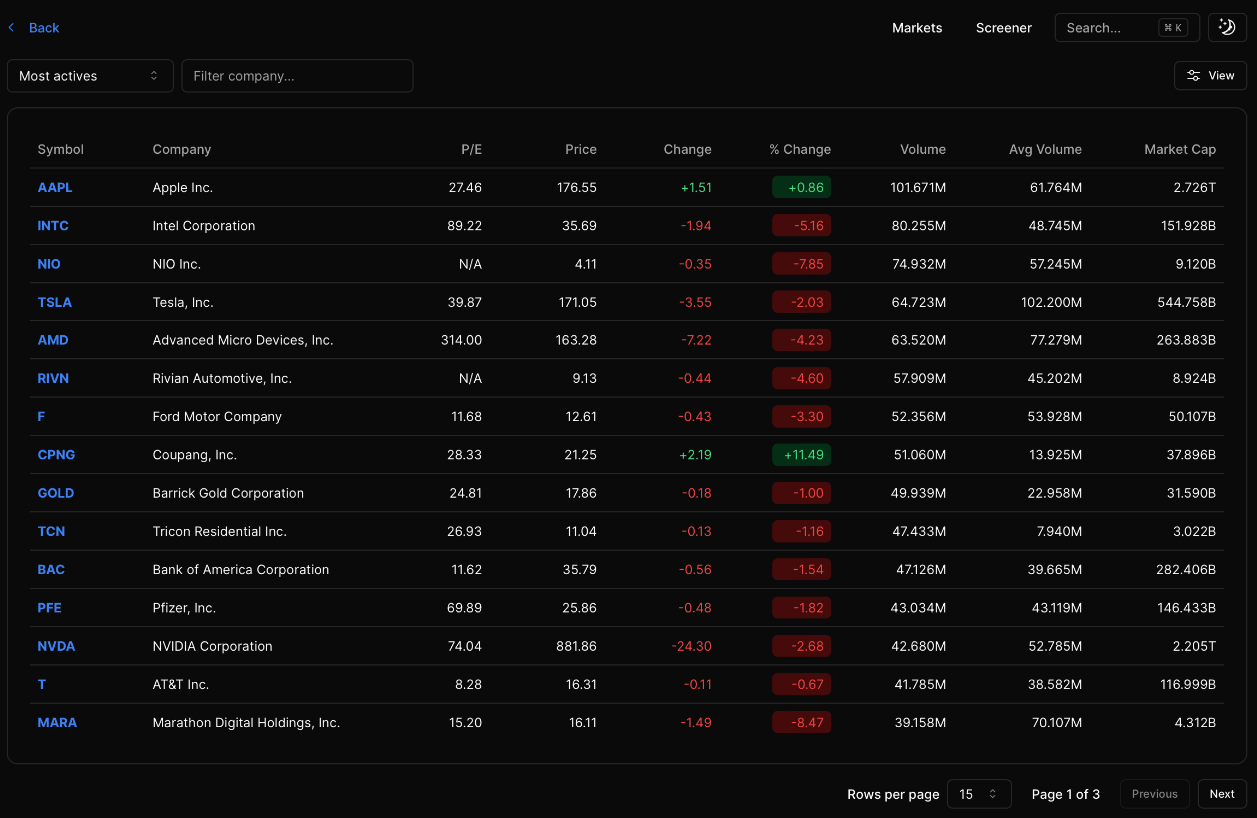 Back Markets Screener Search... ⌘ K
Most actives Filter company... View
Symbol Company P/E Price Change % Change Volume Avg Volume Market Cap
AAPL Apple Inc. 27.46 176.55 +1.51 +0.86 101.671M 61.764M 2.726T
INTC Intel Corporation 89.22 35.69 -1.94 -5.16 80.255M 48.745M 151.928B
NIO NIO Inc. N/A 4.11 -0.35 -7.85 74.932M 57.245M 9.120B
TSLA Tesla, Inc. 39.87 171.05 -3.55 -2.03 64.723M 102.200M 544.758B
AMD Advanced Micro Devices, Inc. 314.00 163.28 -7.22 -4.23 63.520M 77.279M 263.883B
RIVN Rivian Automotive, Inc. N/A 9.13 -0.44 -4.60 57.909M 45.202M 8.924B
F Ford Motor Company 11.68 12.61 -0.43 -3.30 52.356M 53.928M 50.107B
CPNG Coupang, Inc. 28.33 21.25 +2.19 +11.49 51.060M 13.925M 37.896B
GOLD Barrick Gold Corporation 24.81 17.86 -0.18 -1.00 49.939M 22.958M 31.590B
TCN Tricon Residential Inc. 26.93 11.04 -0.13 -1.16 47.433M 7.940M 3.022B
BAC Bank of America Corporation 11.62 35.79 -0.56 -1.54 47.126M 39.665M 282.406B
PFE Pfizer, Inc. 69.89 25.86 -0.48 -1.82 43.034M 43.119M 146.433B
NVDA NVIDIA Corporation 74.04 881.86 -24.30 -2.68 42.680M 52.785M 2.205T
T AT&T Inc. 8.28 16.31 -0.11 -0.67 41.785M 38.582M 116.999B
MARA Marathon Digital Holdings, Inc. 15.20 16.11 -1.49 -8.47 39.158M 70.107M 4.312B
Rows per page 15 Page 1 of 3 Previous Next